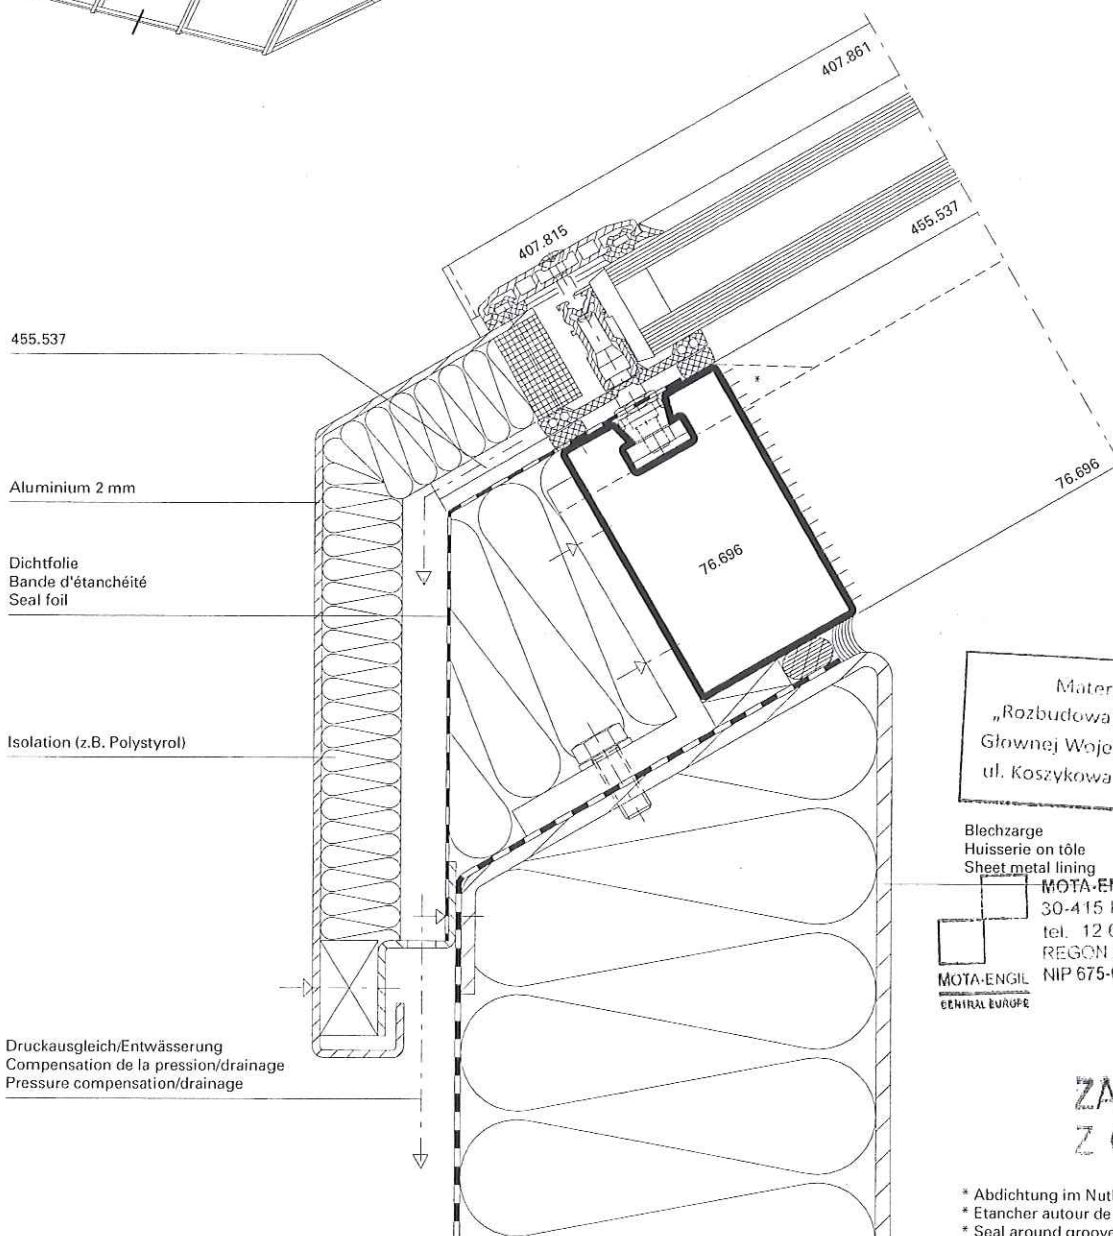 407.861
407.815
455.537
455.537
Aluminium 2 mm
76.696
Dichtfolie
Bande d'étanchéité
Seal foil
76.696
Isolation (z.B. Polystyrol)
Mater
„Rozbudowa
Głownej Woje
ul. Koszykowa
Blechzarge
Huisserie on tôle
Sheet metal lining
MOTA-EN
30-415
tel. 12
REGON
MOTA-ENGIL NIP 675-
CENTRAL EUROPE
Druckausgleich/Entwässerung
Compensation de la pression/drainage
Pressure compensation/drainage
ZA
Z
* Abdichtung im Nut
* Etancher autour de
* Seal around groove